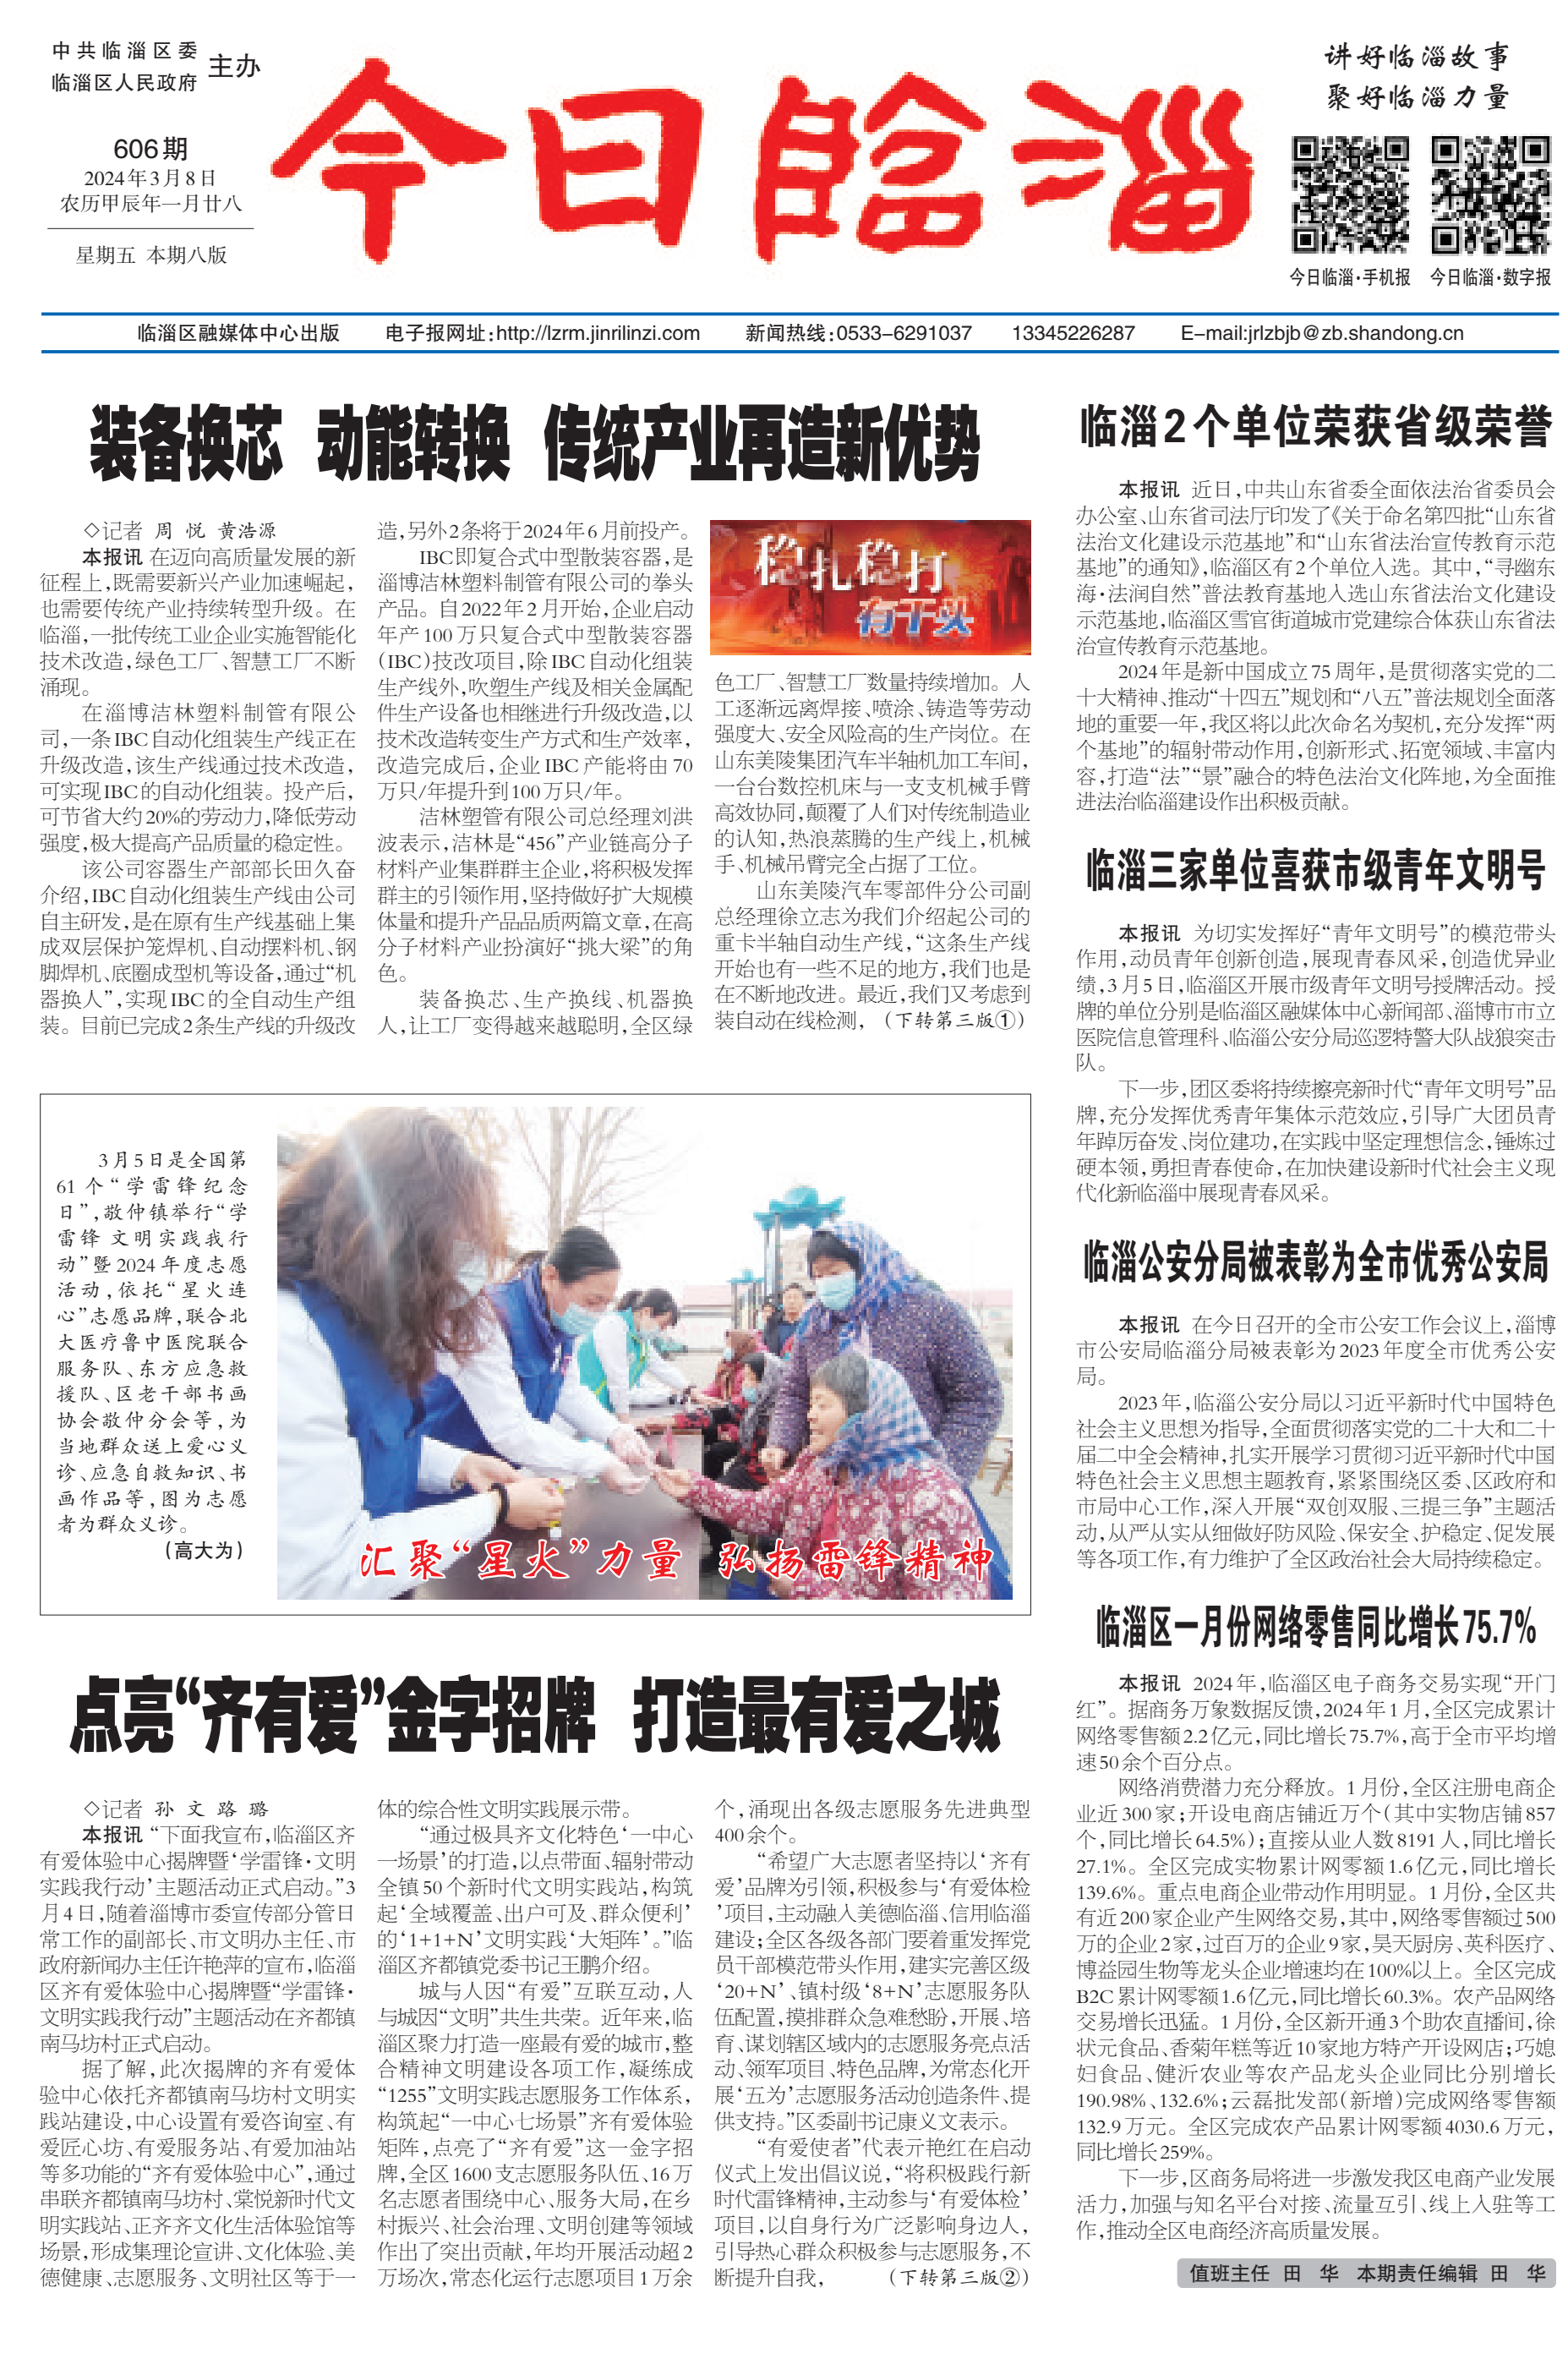 中共临淄区委
临淄区人民政府
主办
606期
2024年3月8日
农历甲辰年一月廿八
星期五 本期八版
今日臨淄
讲好临淄故事
聚好临淄力量
今日临淄·手机报 今日临淄·数字报
临淄区融媒体中心出版 电子报网址:http://lzrm.jinrilinzi.com 新闻热线:0533-6291037 13345226287 E-mail:jrlzbjb@zb.shandong.cn
装备换芯 动能转换 传统产业再造新优势
◇记者 周 悦 黄浩源
本报讯 在迈向高质量发展的新
征程上,既需要新兴产业加速崛起,
也需要传统产业持续转型升级。在
临淄,一批传统工业企业实施智能化
技术改造,绿色工厂、智慧工厂不断
涌现。
在淄博洁林塑料制管有限公
司,一条IBC自动化组装生产线正在
升级改造,该生产线通过技术改造,
可实现IBC的自动化组装。投产后,
可节省大约20%的劳动力,降低劳动
强度,极大提高产品质量的稳定性。
该公司容器生产部部长田久奋
介绍,IBC自动化组装生产线由公司
自主研发,是在原有生产线基础上集
成双层保护笼焊机、自动摆料机、钢
脚焊机、底圈成型机等设备,通过“机
器换人”,实现IBC的全自动生产组
装。目前已完成2条生产线的升级改
造,另外2条将于2024年6月前投产。
IBC即复合式中型散装容器,是
淄博洁林塑料制管有限公司的拳头
产品。自2022年2月开始,企业启动
年产100万只复合式中型散装容器
(IBC)技改项目,除IBC自动化组装
生产线外,吹塑生产线及相关金属配
件生产设备也相继进行升级改造,以
技术改造转变生产方式和生产效率,
改造完成后,企业IBC产能将由70
万只/年提升到100万只/年。
洁林塑管有限公司总经理刘洪
波表示,洁林是“456”产业链高分子
材料产业集群群主企业,将积极发挥
群主的引领作用,坚持做好扩大规模
体量和提升产品品质两篇文章,在高
分子材料产业扮演好“挑大梁”的角
色。
装备换芯、生产换线、机器换
人,让工厂变得越来越聪明,全区绿
稳扎稳打
有干头
色工厂、智慧工厂数量持续增加。人
工逐渐远离焊接、喷涂、铸造等劳动
强度大、安全风险高的生产岗位。在
山东美陵集团汽车半轴机加工车间,
一台台数控机床与一支支机械手臂
高效协同,颠覆了人们对传统制造业
的认知,热浪蒸腾的生产线上,机械
手、机械吊臂完全占据了工位。
山东美陵汽车零部件分公司副
总经理徐立志为我们介绍起公司的
重卡半轴自动生产线,“这条生产线
开始也有一些不足的地方,我们也是
在不断地改进。最近,我们又考虑到
装自动在线检测, (下转第三版①)
3月5日是全国第
61个“学雷锋纪念
日”,敬仲镇举行“学
雷锋 文明实践我行
动”暨2024年度志愿
活动,依托“星火连
心”志愿品牌,联合北
大医疗鲁中医院联合
服务队、东方应急救
援队、区老干部书画
协会敬仲分会等,为
当地群众送上爱心义
诊、应急自救知识、书
画作品等,图为志愿
者为群众义诊。
(高大为)
汇聚“星火”力量 弘扬雷锋精神
点亮“齐有爱”金字招牌 打造最有爱之城
◇记者 孙 文 路 璐
本报讯 “下面我宣布,临淄区齐
有爱体验中心揭牌暨‘学雷锋·文明
实践我行动’主题活动正式启动。”3
月4日,随着淄博市委宣传部分管日
常工作的副部长、市文明办主任、市
政府新闻办主任许艳萍的宣布,临淄
区齐有爱体验中心揭牌暨“学雷锋·
文明实践我行动”主题活动在齐都镇
南马坊村正式启动。
据了解,此次揭牌的齐有爱体
验中心依托齐都镇南马坊村文明实
践站建设,中心设置有爱咨询室、有
爱匠心坊、有爱服务站、有爱加油站
等多功能的“齐有爱体验中心”,通过
串联齐都镇南马坊村、棠悦新时代文
明实践站、正齐齐文化生活体验馆等
场景,形成集理论宣讲、文化体验、美
德健康、志愿服务、文明社区等于一
体的综合性文明实践展示带。
“通过极具齐文化特色‘一中心
一场景’的打造,以点带面、辐射带动
全镇50个新时代文明实践站,构筑
起‘全域覆盖、出户可及、群众便利’
的‘1+1+N’文明实践‘大矩阵’。”临
淄区齐都镇党委书记王鹏介绍。
城与人因“有爱”互联互动,人
与城因“文明”共生共荣。近年来,临
淄区聚力打造一座最有爱的城市,整
合精神文明建设各项工作,凝练成
“1255”文明实践志愿服务工作体系,
构筑起“一中心七场景”齐有爱体验
矩阵,点亮了“齐有爱”这一金字招
牌,全区1600支志愿服务队伍、16万
名志愿者围绕中心、服务大局,在乡
村振兴、社会治理、文明创建等领域
作出了突出贡献,年均开展活动超2
万场次,常态化运行志愿项目1万余
个,涌现出各级志愿服务先进典型
400余个。
“希望广大志愿者坚持以‘齐有
爱’品牌为引领,积极参与‘有爱体检
’项目,主动融入美德临淄、信用临淄
建设;全区各级各部门要着重发挥党
员干部模范带头作用,建实完善区级
‘20+N’、镇村级‘8+N’志愿服务队
伍配置,摸排群众急难愁盼,开展、培
育、谋划辖区域内的志愿服务亮点活
动、领军项目、特色品牌,为常态化开
展‘五为’志愿服务活动创造条件、提
供支持。”区委副书记康义文表示。
“有爱使者”代表亓艳红在启动
仪式上发出倡议说,“将积极践行新
时代雷锋精神,主动参与‘有爱体检’
项目,以自身行为广泛影响身边人,
引导热心群众积极参与志愿服务,不
断提升自我, (下转第三版②)
临淄2个单位荣获省级荣誉
本报讯 近日,中共山东省委全面依法治省委员会
办公室、山东省司法厅印发了《关于命名第四批“山东省
法治文化建设示范基地”和“山东省法治宣传教育示范
基地”的通知》,临淄区有2个单位入选。其中,“寻幽东
海·法润自然”普法教育基地入选山东省法治文化建设
示范基地,临淄区雪官街道城市党建综合体获山东省法
治宣传教育示范基地。
2024年是新中国成立75周年,是贯彻落实党的二
十大精神、推动“十四五”规划和“八五”普法规划全面落
地的重要一年,我区将以此次命名为契机,充分发挥“两
个基地”的辐射带动作用,创新形式、拓宽领域、丰富内
容,打造“法”“景”融合的特色法治文化阵地,为全面推
进法治临淄建设作出积极贡献。
临淄三家单位喜获市级青年文明号
本报讯 为切实发挥好“青年文明号”的模范带头
作用,动员青年创新创造,展现青春风采,创造优异业
绩,3月5日,临淄区开展市级青年文明号授牌活动。授
牌的单位分别是临淄区融媒体中心新闻部、淄博市市立
医院信息管理科、临淄公安分局巡逻特警大队战狼突击
队。
下一步,团区委将持续擦亮新时代“青年文明号”品
牌,充分发挥优秀青年集体示范效应,引导广大团员青
年踔厉奋发、岗位建功,在实践中坚定理想信念,锤炼过
硬本领,勇担青春使命,在加快建设新时代社会主义现
代化新临淄中展现青春风采。
临淄公安分局被表彰为全市优秀公安局
本报讯 在今日召开的全市公安工作会议上,淄博
市公安局临淄分局被表彰为2023年度全市优秀公安
局。
2023年,临淄公安分局以习近平新时代中国特色
社会主义思想为指导,全面贯彻落实党的二十大和二十
届二中全会精神,扎实开展学习贯彻习近平新时代中国
特色社会主义思想主题教育,紧紧围绕区委、区政府和
市局中心工作,深入开展“双创双服、三提三争”主题活
动,从严从实从细做好防风险、保安全、护稳定、促发展
等各项工作,有力维护了全区政治社会大局持续稳定。
临淄区一月份网络零售同比增长75.7%
本报讯 2024年,临淄区电子商务交易实现“开门
红”。据商务万象数据反馈,2024年1月,全区完成累计
网络零售额2.2亿元,同比增长75.7%,高于全市平均增
速50余个百分点。
网络消费潜力充分释放。1月份,全区注册电商企
业近300家;开设电商店铺近万个(其中实物店铺857
个,同比增长64.5%);直接从业人数8191人,同比增长
27.1%。全区完成实物累计网零额1.6亿元,同比增长
139.6%。重点电商企业带动作用明显。1月份,全区共
有近200家企业产生网络交易,其中,网络零售额过500
万的企业2家,过百万的企业9家,昊天厨房、英科医疗、
博益园生物等龙头企业增速均在100%以上。全区完成
B2C累计网零额1.6亿元,同比增长60.3%。农产品网络
交易增长迅猛。1月份,全区新开通3个助农直播间,徐
状元食品、香菊年糕等近10家地方特产开设网店;巧媳
妇食品、健沂农业等农产品龙头企业同比分别增长
190.98%、132.6%;云磊批发部(新增)完成网络零售额
132.9万元。全区完成农产品累计网零额4030.6万元,
同比增长259%。
下一步,区商务局将进一步激发我区电商产业发展
活力,加强与知名平台对接、流量互引、线上入驻等工
作,推动全区电商经济高质量发展。
值班主任 田 华 本期责任编辑 田 华